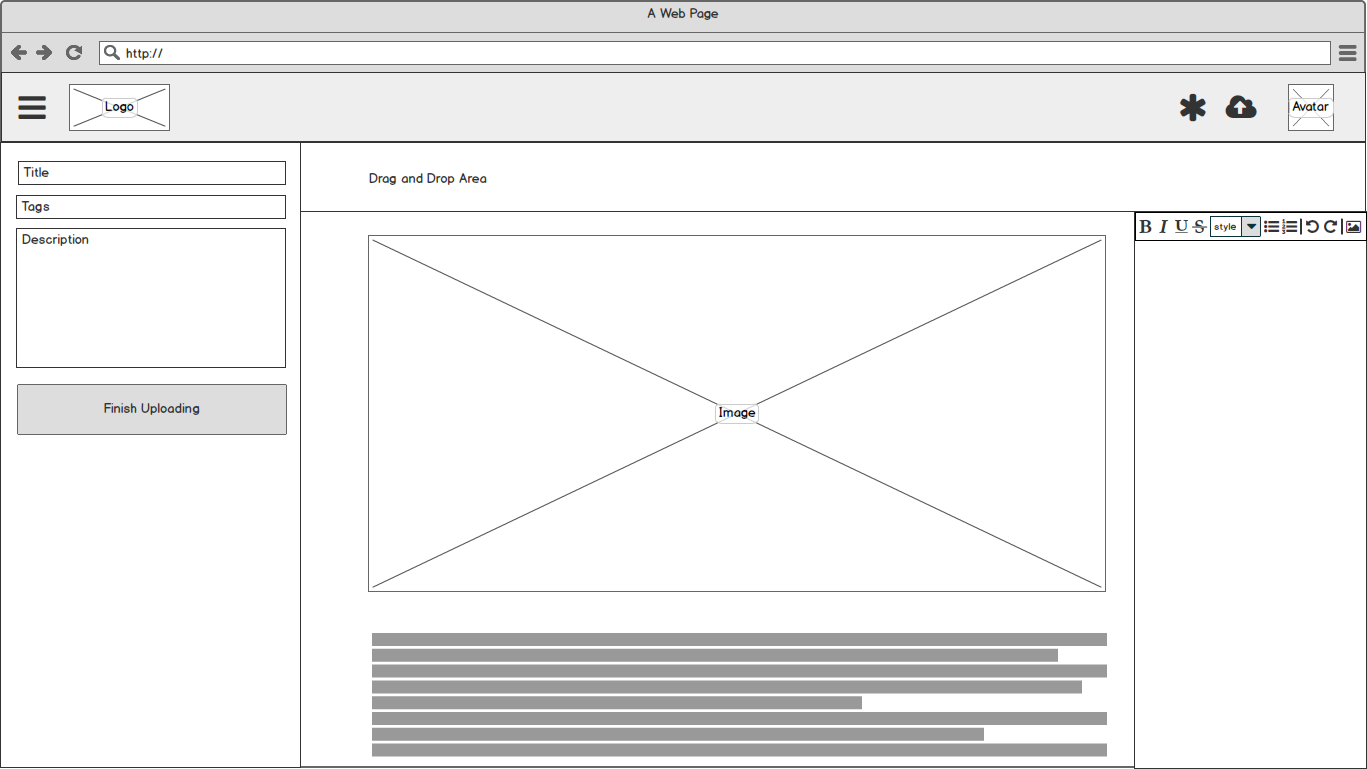 A Web Page
http://
Logo
Avatar
Title
Tags
Description
Finish Uploading
Drag and Drop Area
B I U S style
Image